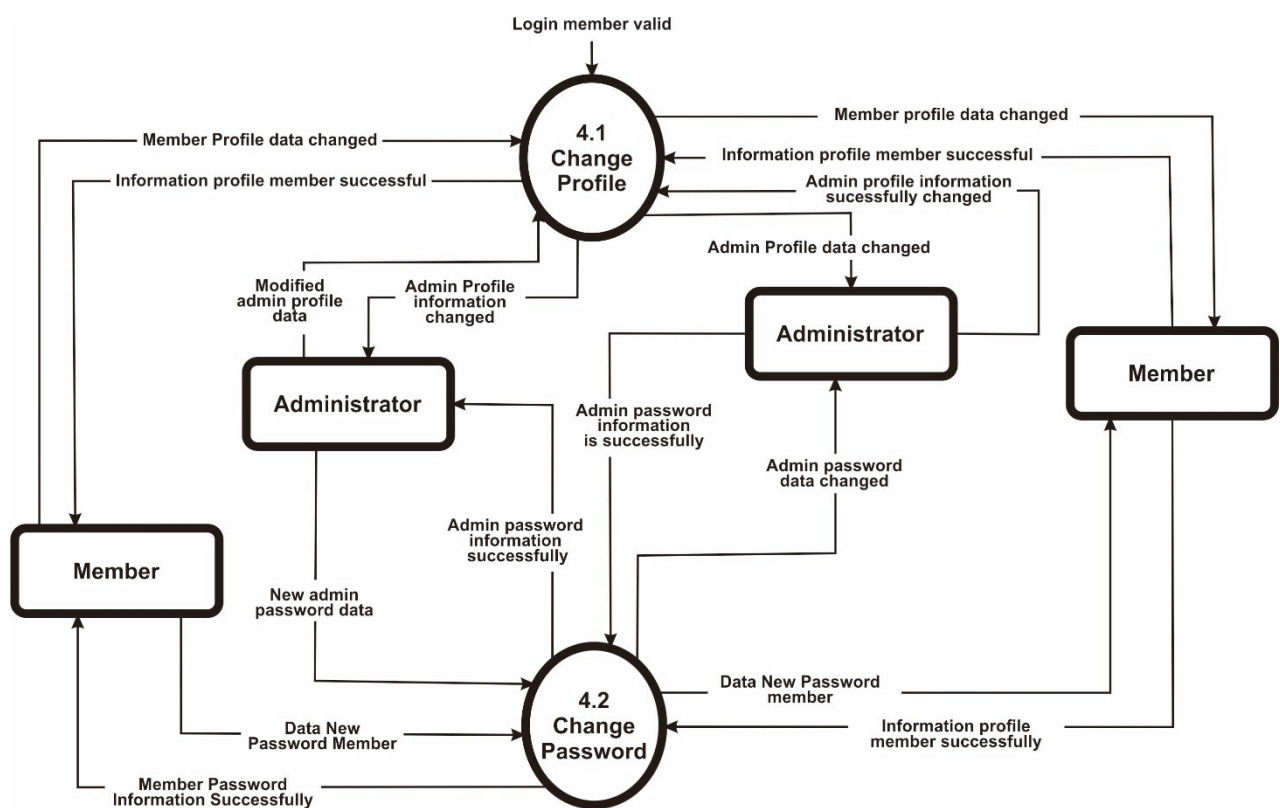 Login member valid
4.1
Change
Profile
Member Profile data changed
Member profile data changed
Information profile member successful
Information profile member successful
Admin profile information
sucessfully changed
Admin Profile data changed
Modified
admin profile
data
Admin Profile
information
changed
Administrator
Administrator
Member
Admin password
information
is successfully
Admin password
data changed
Admin password
information
successfully
Member
New admin
password data
4.2
Change
Password
Data New Password
member
Data New
Password Member
Information profile
member successfully
Member Password
Information Successfully